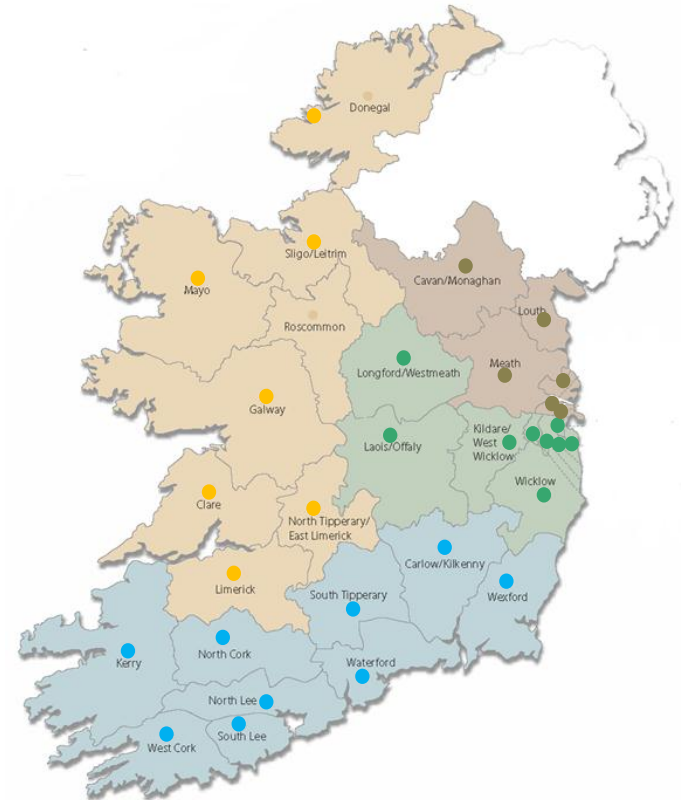 Donegal
Sligo/Leitrim
Cavan/Monaghan
Mayo
Louth
Roscommon
Meath
Longford/Westmeath
Galway
Kildare/
West
Wicklow
Laois/Offaly
Wicklow
Clare
North Tipperary/
East Limerick
Carlow/Kilkenny
Limerick
South Tipperary
Wexford
North Cork
Kerry
Waterford
North Lee
South Lee
West Cork